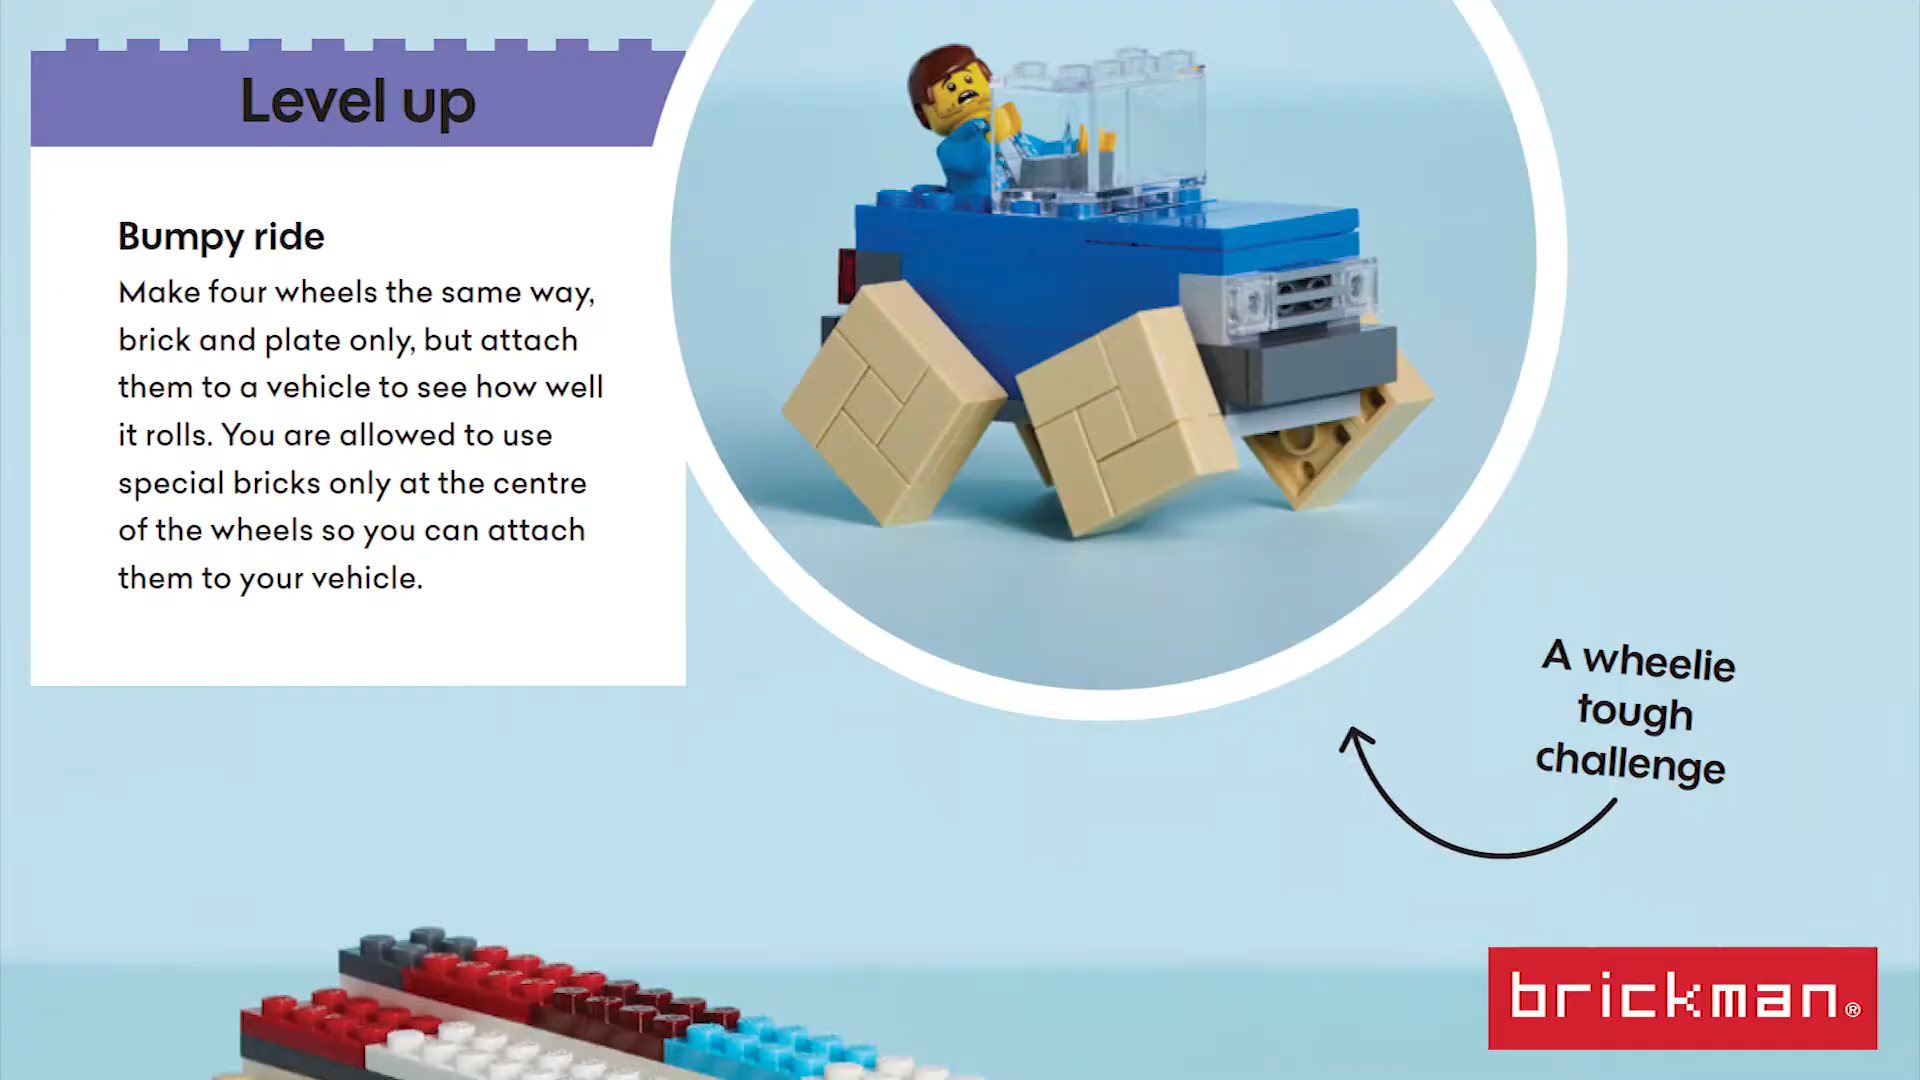 Level up
Bumpy ride
Make four wheels the same way,
brick and plate only, but attach
them to a vehicle to see how well
it rolls. You are allowed to use
special bricks only at the centre
of the wheels so you can attach
them to your vehicle.
A wheelie
tough
challenge
brickman®